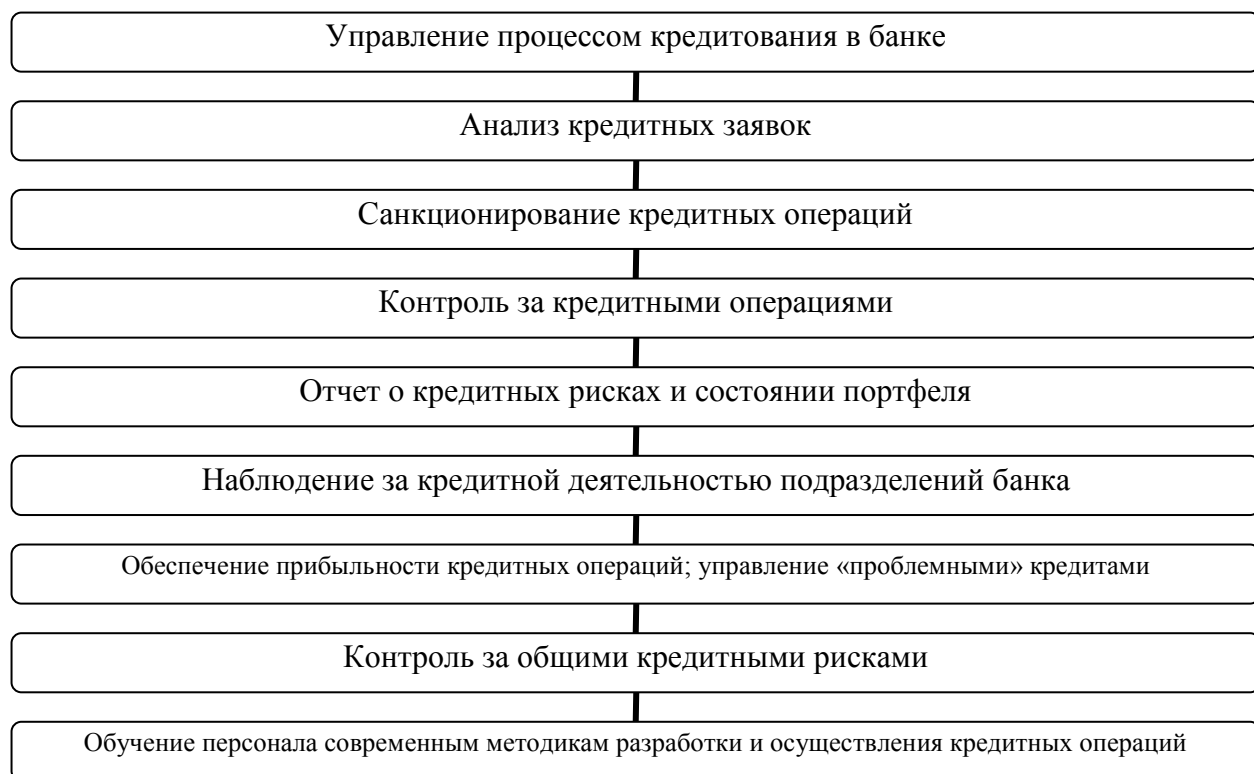 Управление процессом кредитования в банке
Анализ кредитных заявок
Санкционирование кредитных операций
Контроль за кредитными операциями
Отчет о кредитных рисках и состоянии портфеля
Наблюдение за кредитной деятельностью подразделений банка
Обеспечение прибыльности кредитных операций; управление «проблемными» кредитами
Контроль за общими кредитными рисками
Обучение персонала современным методикам разработки и осуществления кредитных операций